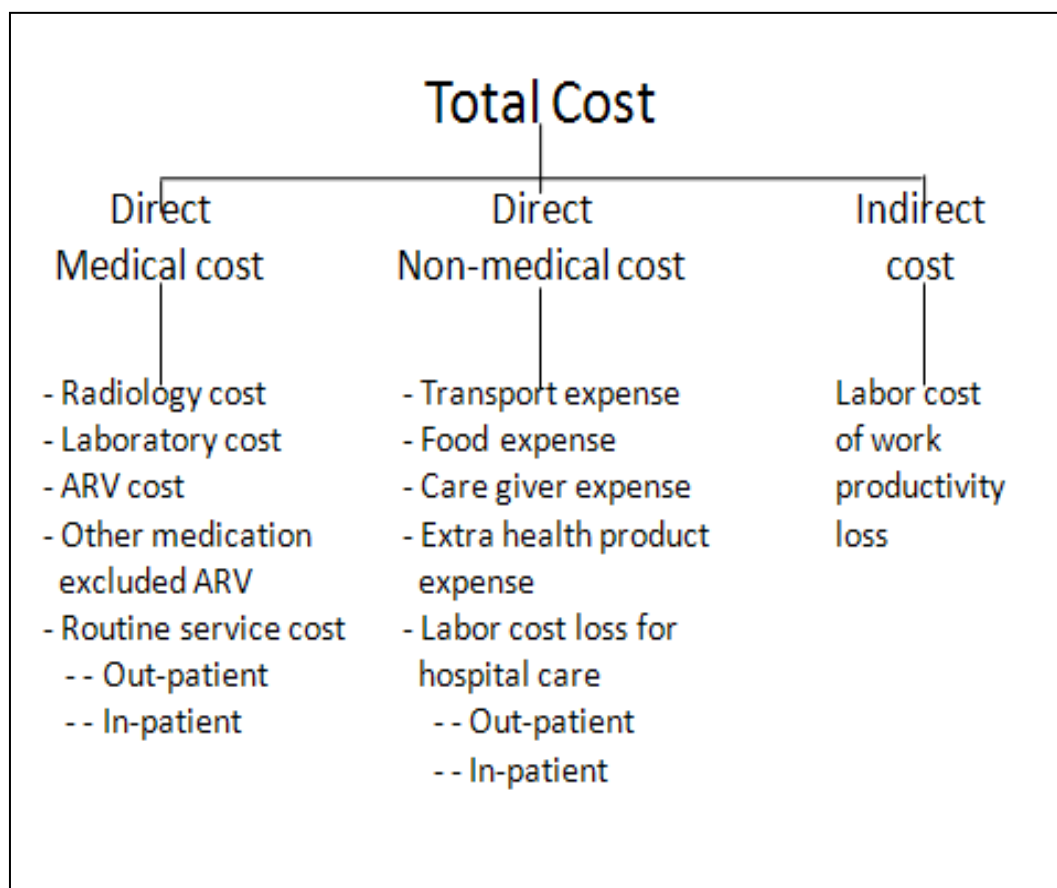 Total Cost
Direct
Medical cost
- Radiology cost
- Laboratory cost
- ARV cost
- Other medication
excluded ARV
- Routine service cost
- - Out-patient
- - In-patient
Direct
Non-medical cost
- Transport expense
- Food expense
- Care giver expense
- Extra health product
expense
- Labor cost loss for
hospital care
- - Out-patient
- - In-patient
Indirect
cost
Labor cost
of work
productivity
loss